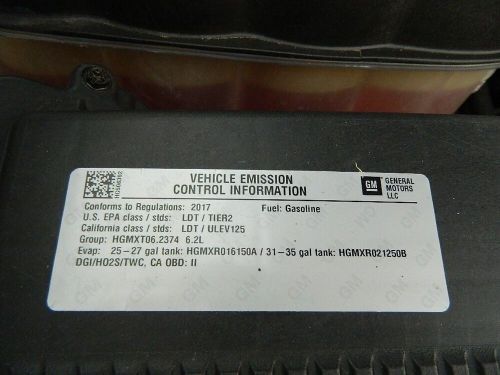 VEHICLE EMISSION
CONTROL INFORMATION
GM
GENERAL
MOTORS
LLC
Conforms to Regulations: 2017 Fuel: Gasoline
U.S. EPA class / stds: LDT / TIER2
California class / stds: LDT / ULEV125
Group: HGMXT06.2374 6.2L
Evap: 25-27 gal tank: HGMXR016150A / 31-35 gal tank: HGMXR021250B
DGI/HO2S/TWC, CA OBD: II